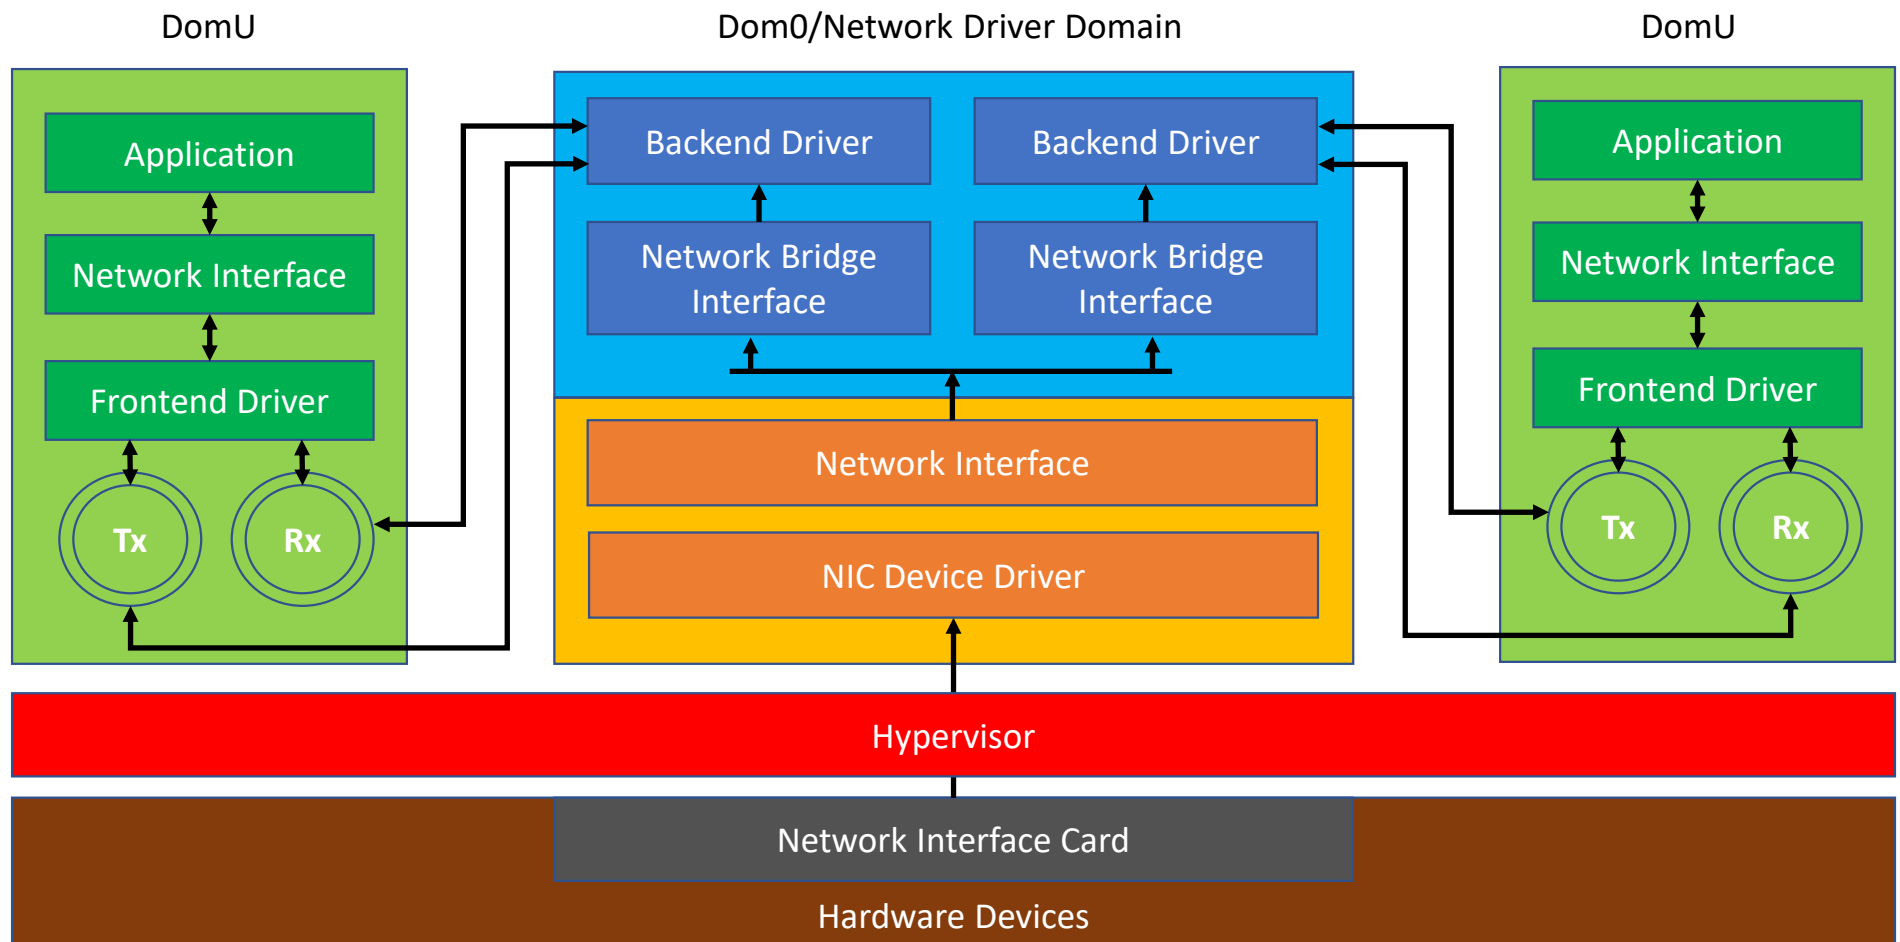 DomU
Dom0/Network Driver Domain
DomU
Application
Network Interface
Frontend Driver
Tx
Rx
Backend Driver
Backend Driver
Network Bridge
Interface
Network Bridge
Interface
Network Interface
NIC Device Driver
Application
Network Interface
Frontend Driver
Tx
Rx
Hypervisor
Network Interface Card
Hardware Devices